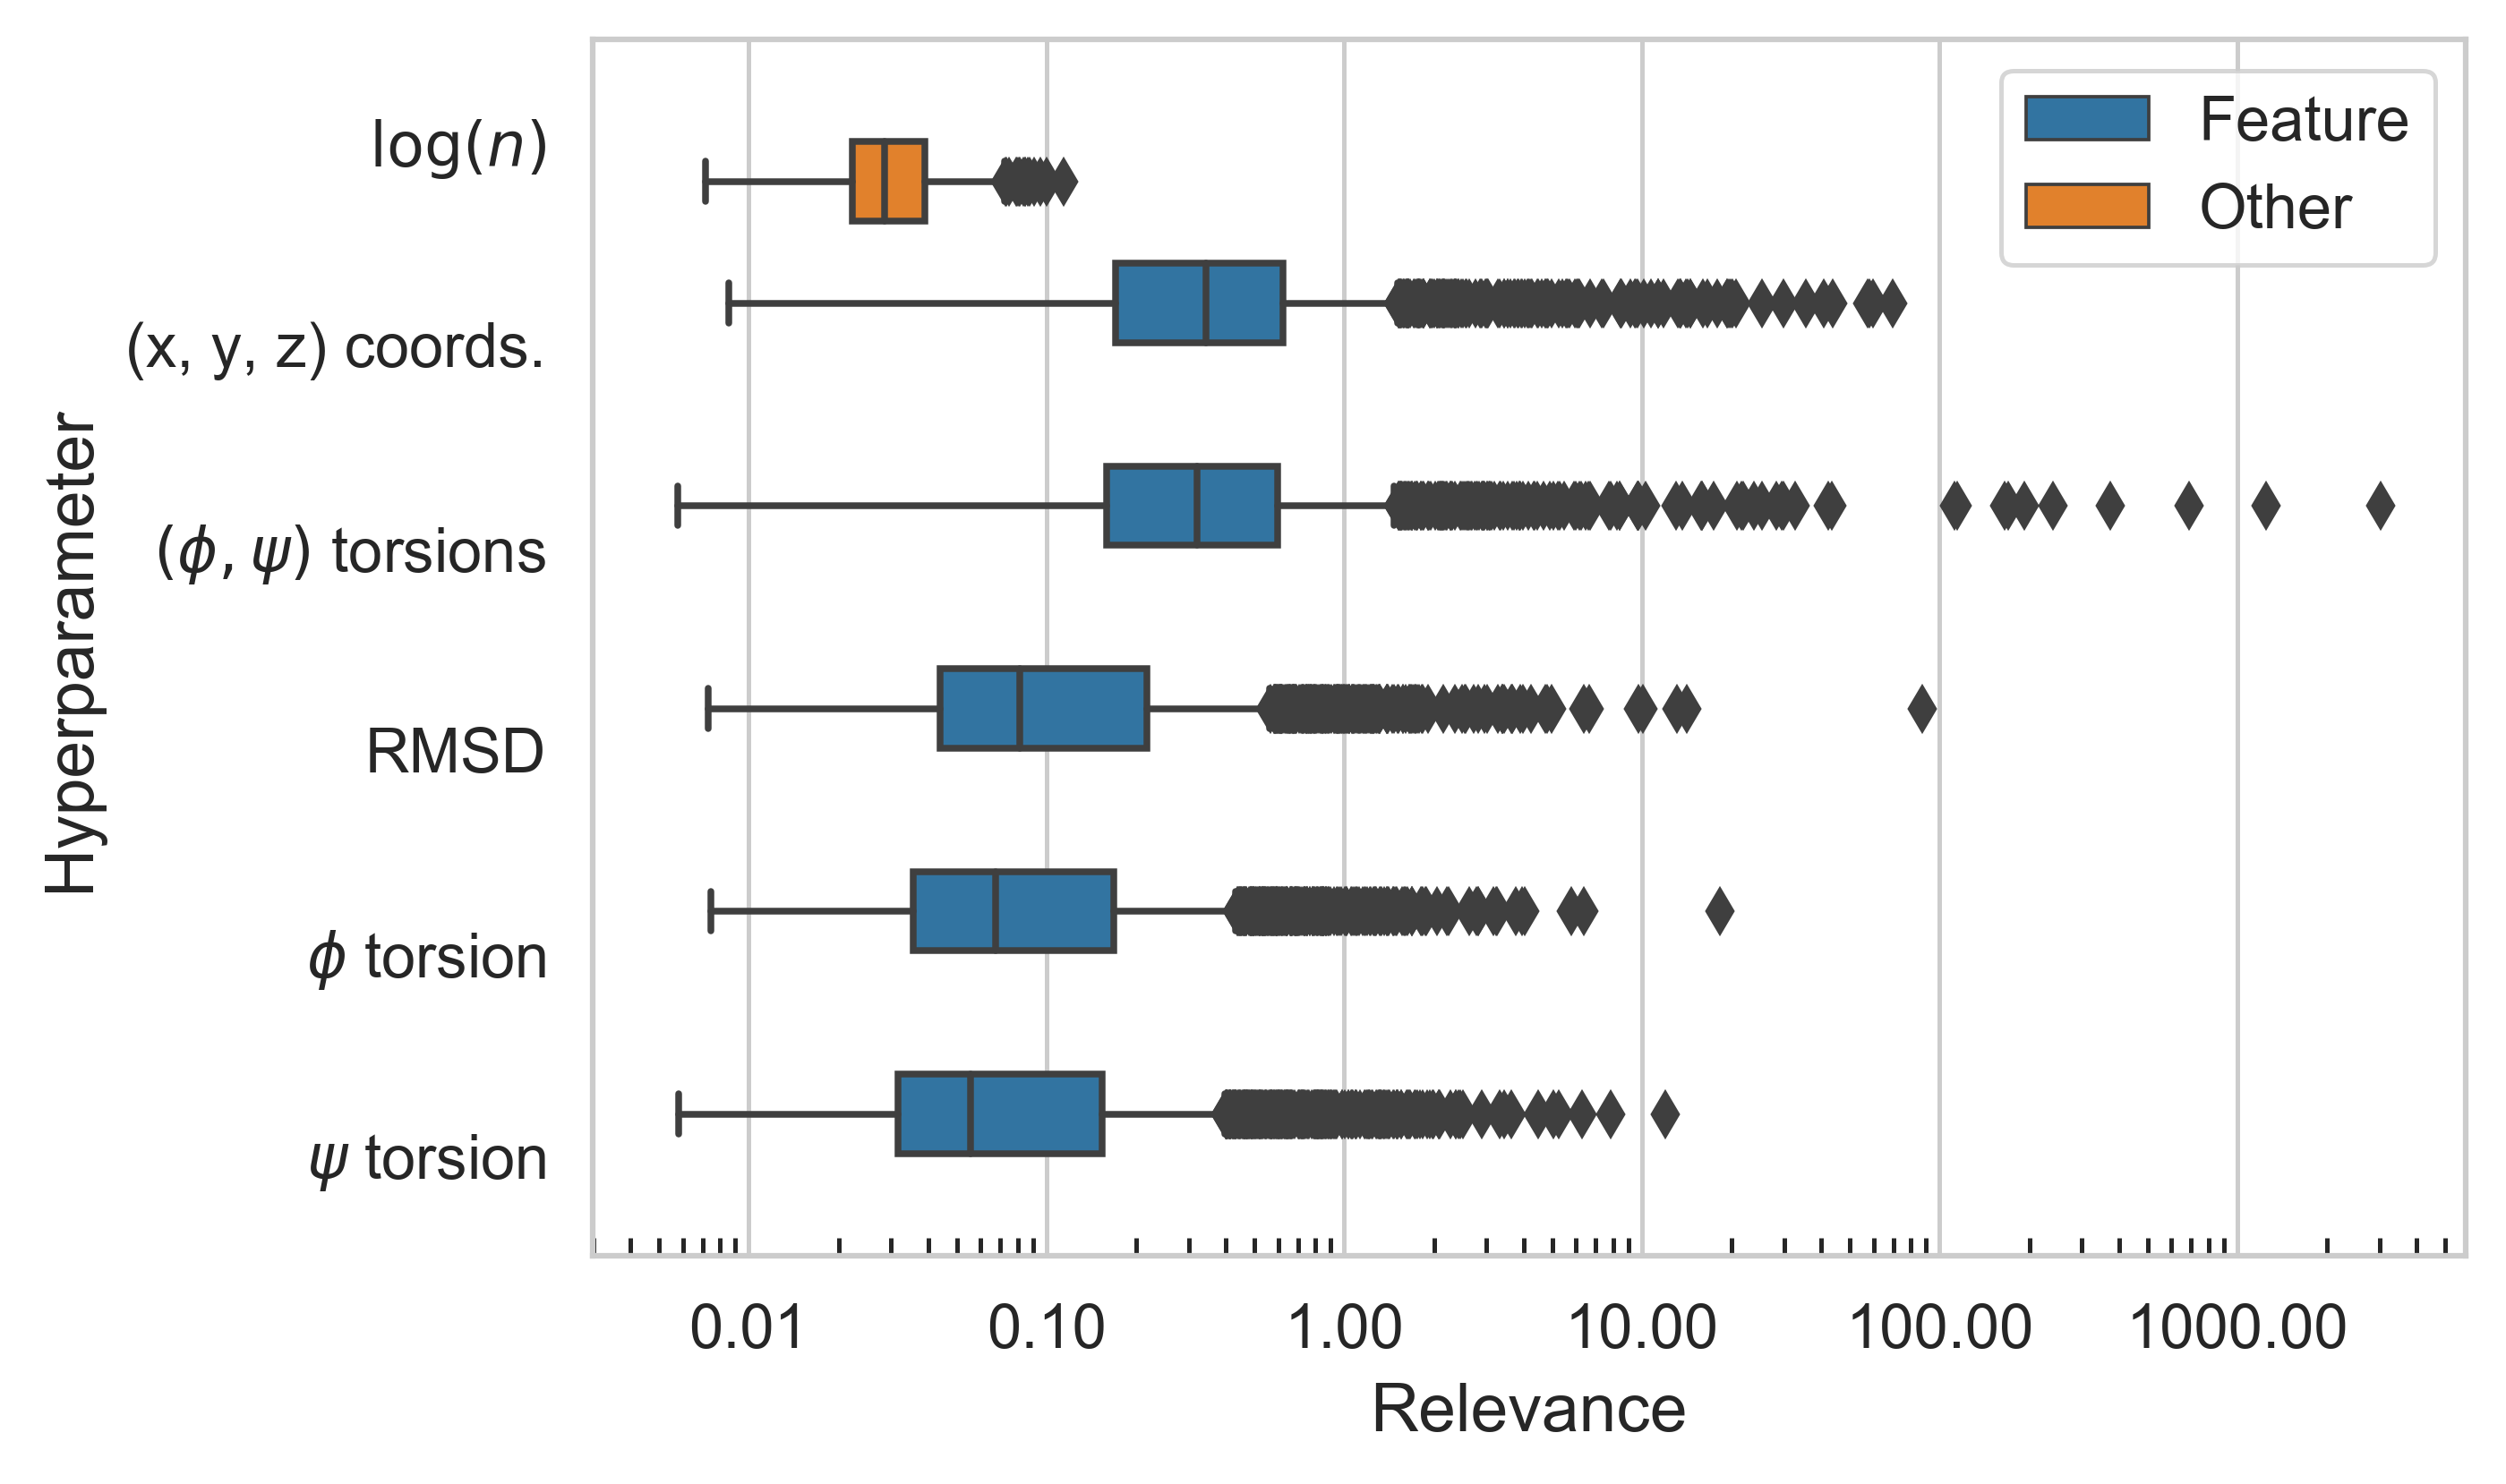 Feature
Other
log(n)
(x, y, z) coords.
(ϕ, ψ) torsions
RMSD
ϕ torsion
ψ torsion
Hyperparameter
0.01 0.10 1.00 10.00 100.00 1000.00
Relevance